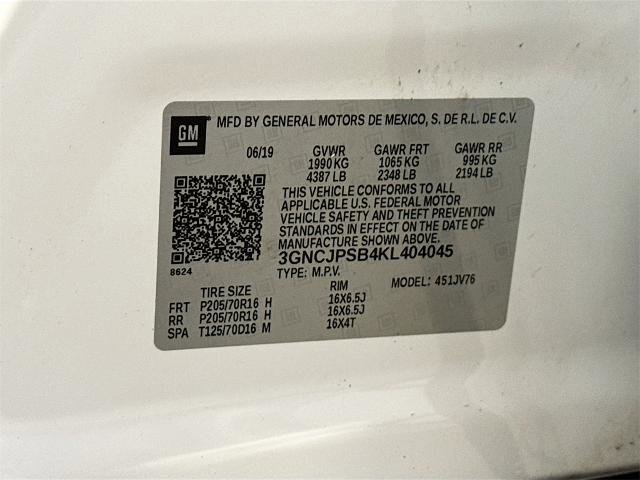 GM
MFD BY GENERAL MOTORS DE MEXICO, S. DE R.L. DE C.V.
06/19 GVWR GAWR FRT GAWR RR
1990 KG 1065 KG 995 KG
4387 LB 2348 LB 2194 LB
THIS VEHICLE CONFORMS TO ALL
APPLICABLE U.S. FEDERAL MOTOR
VEHICLE SAFETY AND THEFT PREVENTION
STANDARDS IN EFFECT ON THE DATE OF
MANUFACTURE SHOWN ABOVE.
8624 3GNCJPSB4KL404045
TYPE: M.P.V. MODEL: 451JV76
TIRE SIZE RIM
FRT P205/70R16 H 16X6.5J
RR P205/70R16 H 16X6.5J
SPA T125/70D16 M 16X4T